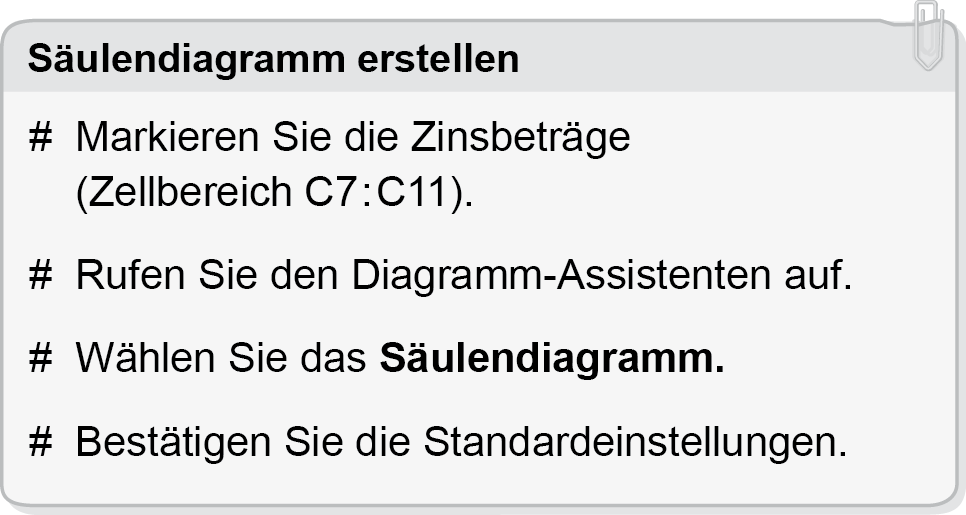 Säulendiagramm erstellen
# Markieren Sie die Zinsbeträge
(Zellbereich C7:C11).
# Rufen Sie den Diagramm-Assistenten auf.
# Wählen Sie das Säulendiagramm.
# Bestätigen Sie die Standardeinstellungen.